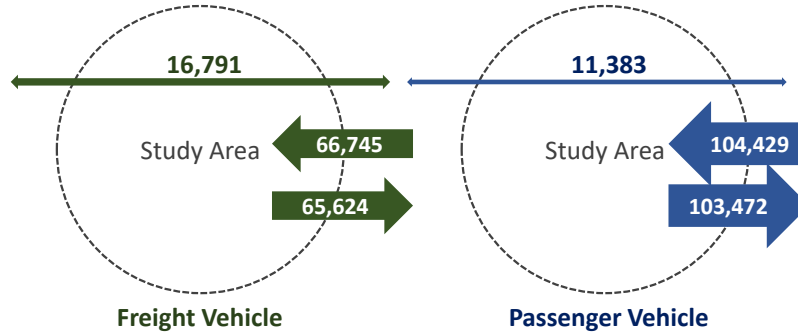 16,791
Study Area
66,745
65,624
Freight Vehicle
11,383
Study Area
104,429
103,472
Passenger Vehicle